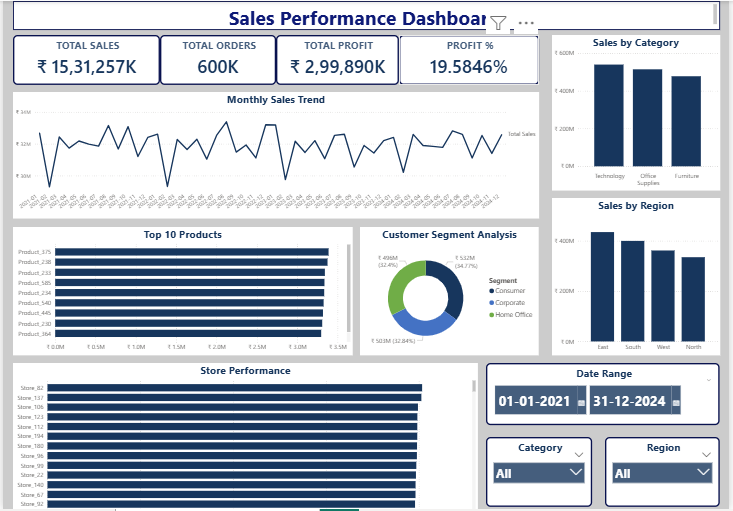 Sales Performance Dashboar
TOTAL SALES
₹ 15,31,257K
TOTAL ORDERS
600K
TOTAL PROFIT
₹ 2,99,890K
PROFIT %
19.5846%
Monthly Sales Trend
₹ 34M
₹ 32M
₹ 30M
Total Sales
Sales by Category
₹ 600M
₹ 400M
₹ 200M
₹ 0M
Technology
Office
Supplies
Furniture
Top 10 Products
Product_375
Product_238
Product_233
Product_585
Product_234
Product_540
Product_445
Product_230
Product_364
₹ 0.0M ₹ 0.5M ₹ 1.0M ₹ 1.5M ₹ 2.0M ₹ 2.5M ₹ 3.0M ₹ 3.5M
Customer Segment Analysis
₹ 496M
(32.4%)
₹ 532M
(34.77%)
₹ 503M (32.84%)
Segment
Consumer
Corporate
Home Office
Sales by Region
₹ 400M
₹ 200M
₹ 0M
East South West North
Store Performance
Store_82
Store_137
Store_106
Store_123
Store_112
Store_194
Store_180
Store_96
Store_99
Store_22
Store_140
Store_67
Store_92
Date Range
01-01-2021
31-12-2024
Category
All
Region
All